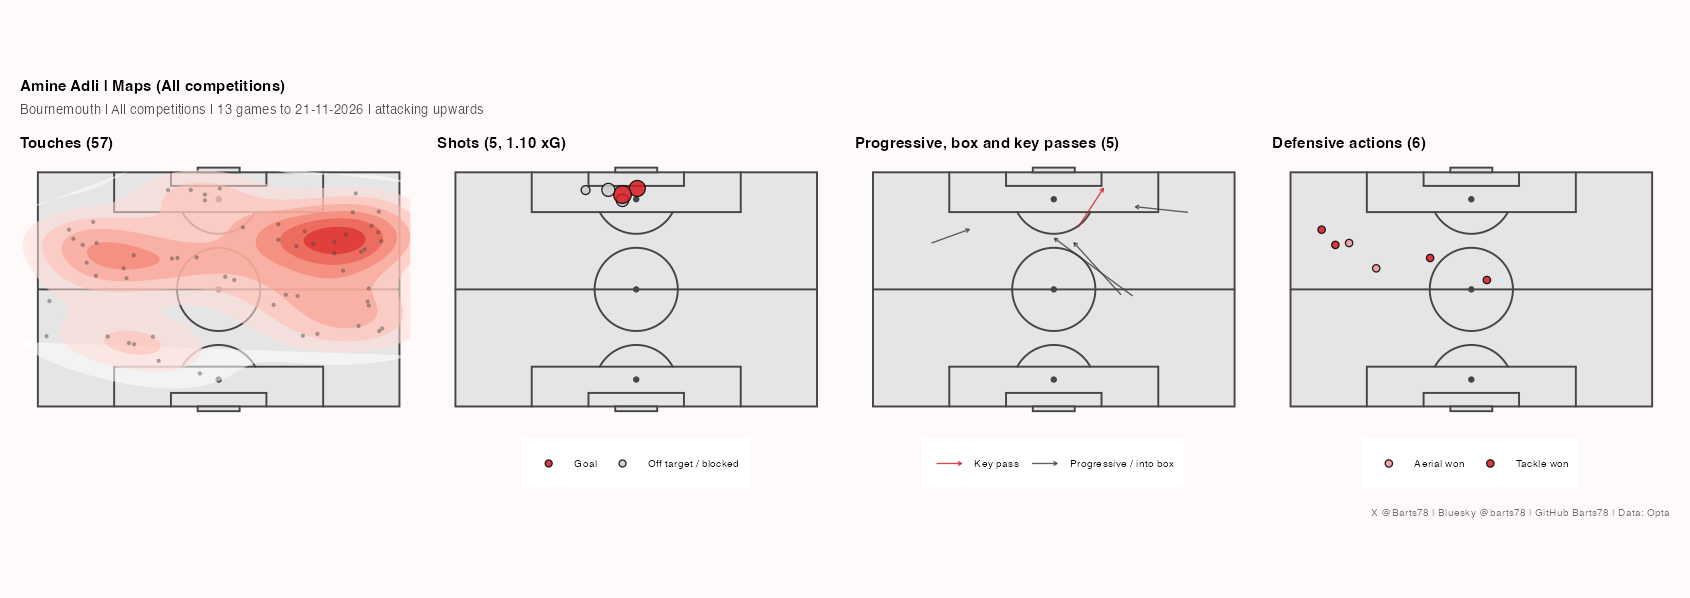 Amine Adli | Maps (All competitions)
Bournemouth | All competitions | 13 games to 21-11-2026 | attacking upwards
Touches (57)
Shots (5, 1.10 xG)
Progressive, box and key passes (5)
Defensive actions (6)
Goal
Off target / blocked
Key pass
Progressive / into box
Aerial won
Tackle won
X @Barts78 | Bluesky @barts78 | GitHub Barts78 | Data: Opta